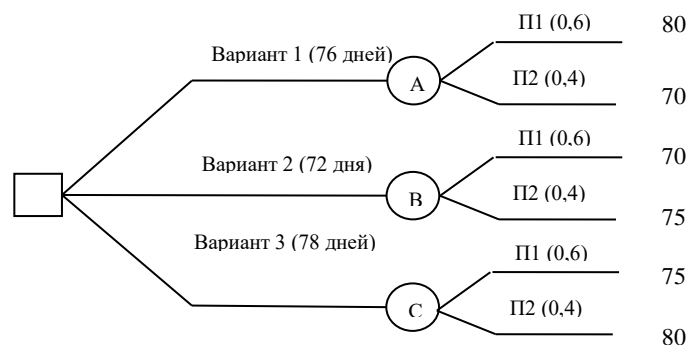 П1 (0,6) 80
Вариант 1 (76 дней)
А
П2 (0,4) 70
П1 (0,6) 70
Вариант 2 (72 дня)
В
П2 (0,4) 75
Вариант 3 (78 дней)
П1 (0,6) 75
С
П2 (0,4) 80